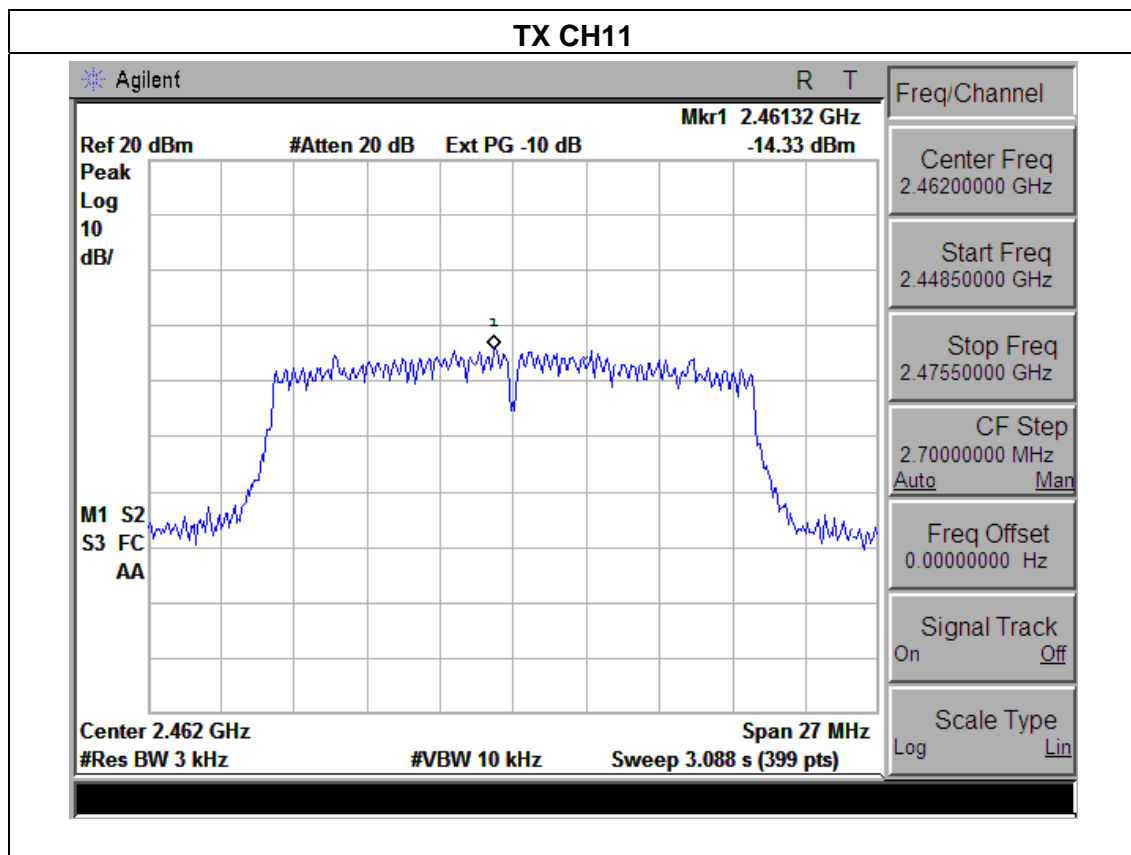 TX CH11
Agilent R T
Mkr1 2.46132 GHz
Ref 20 dBm #Atten 20 dB Ext PG -10 dB -14.33 dBm
Peak
Log
10
dB/
1
M1 S2
S3 FC
AA
Center 2.462 GHz Span 27 MHz
#Res BW 3 kHz #VBW 10 kHz Sweep 3.088 s (399 pts)
Freq/Channel
Center Freq
2.46200000 GHz
Start Freq
2.44850000 GHz
Stop Freq
2.47550000 GHz
CF Step
2.70000000 MHz
Auto Man
Freq Offset
0.00000000 Hz
Signal Track
On Off
Scale Type
Log Lin